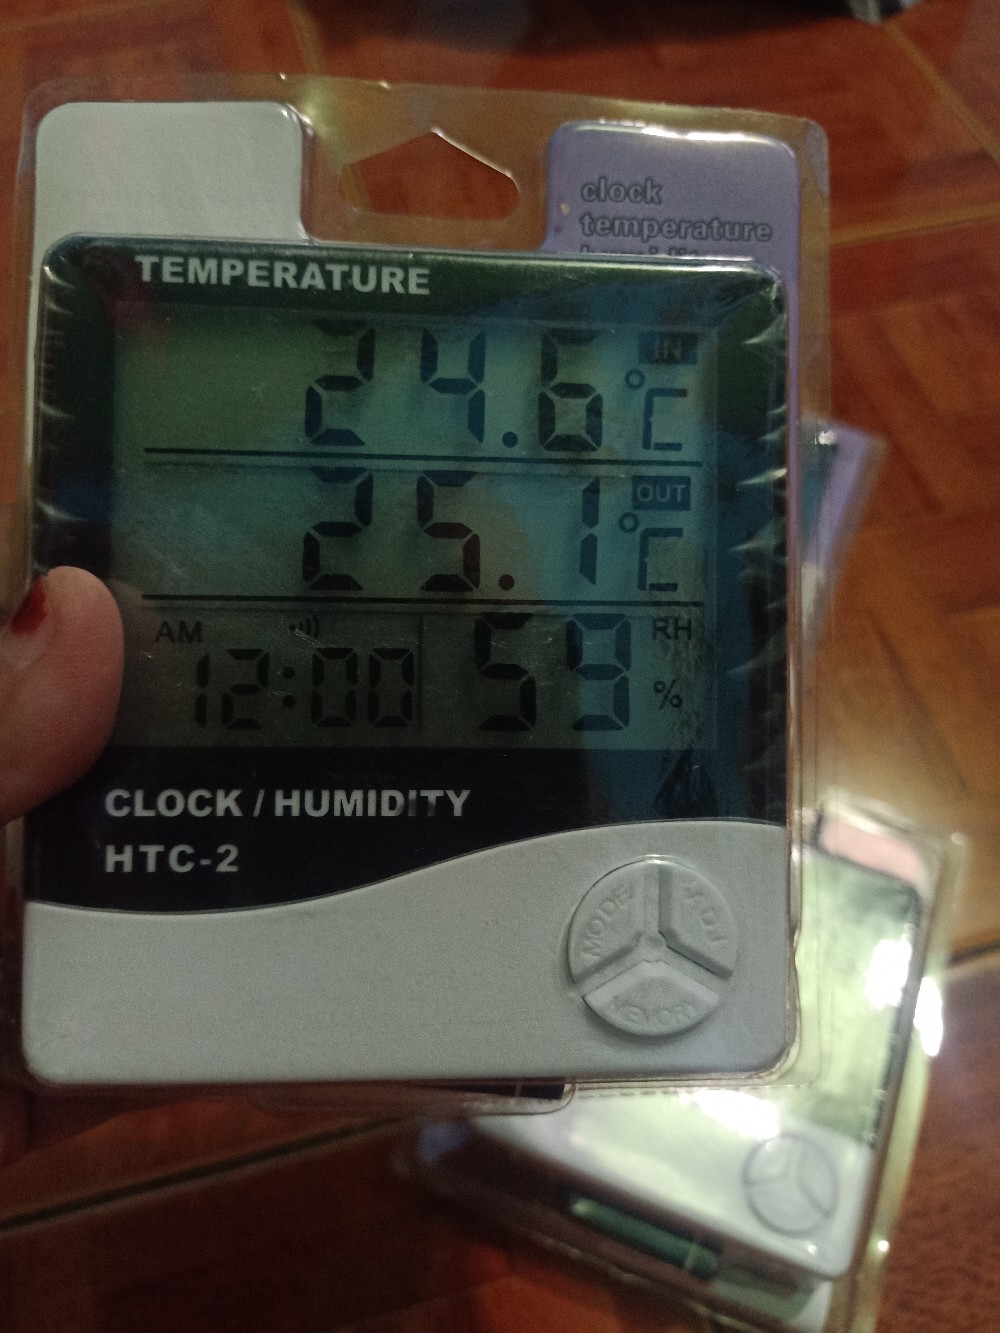 clock
temperature
TEMPERATURE
24.6 °C IN
25.1 °C OUT
AM 12:00 59 RH %
CLOCK / HUMIDITY
HTC-2
MODE ADJ
MEMORY